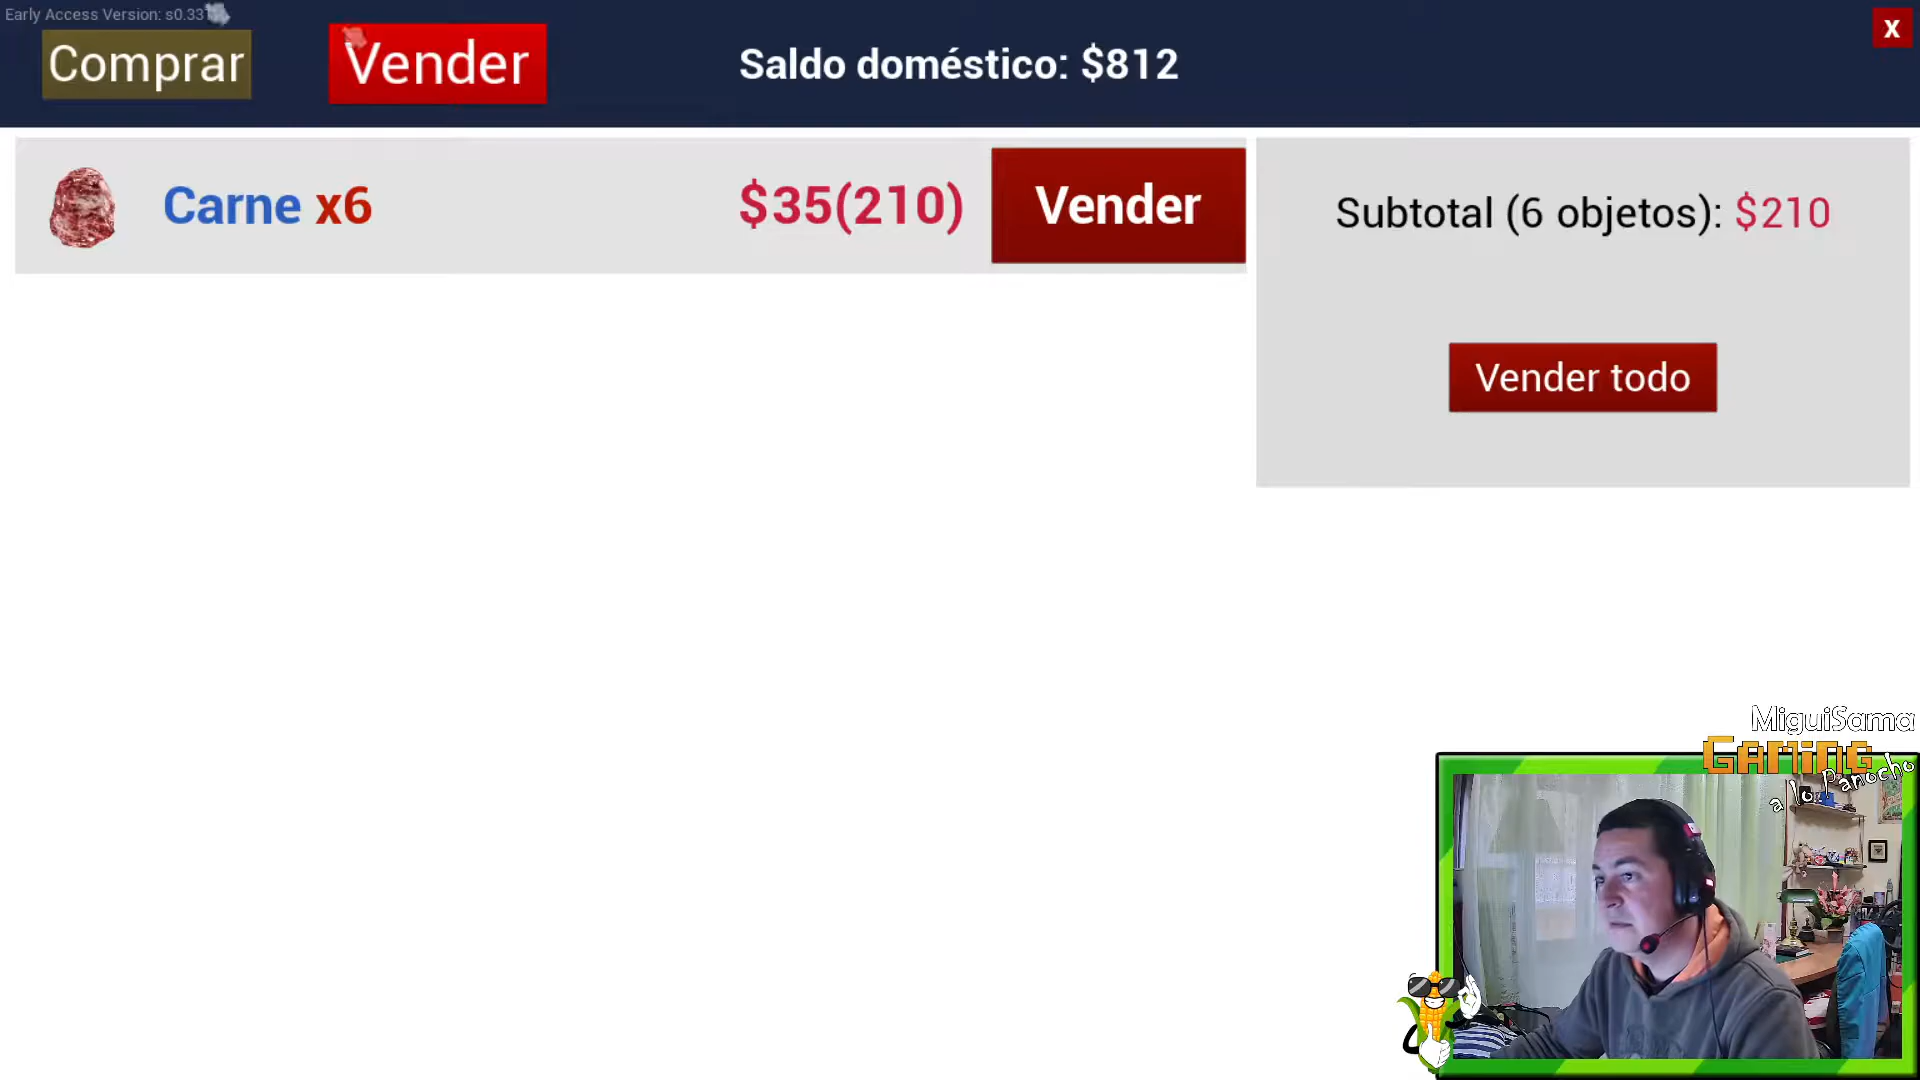 Early Access Version: s0.33
Comprar
Vender
Saldo doméstico: $812
X
Carne x6
$35(210)
Vender
Subtotal (6 objetos): $210
Vender todo
MiguiSama
GAMING
a lo Panocho